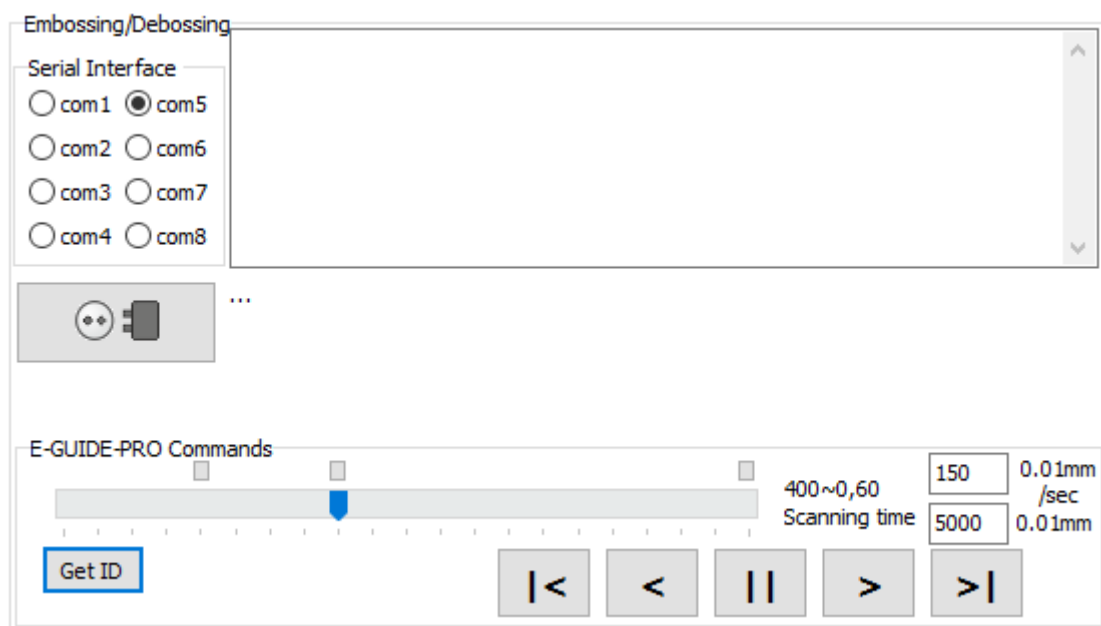 Embossing/Debossing
Serial Interface
com1 com5
com2 com6
com3 com7
com4 com8
...
E-GUIDE-PRO Commands
400~0,60
Scanning time
150
0.01mm
/sec
5000
0.01mm
Get ID
|<
<
||
>
>|